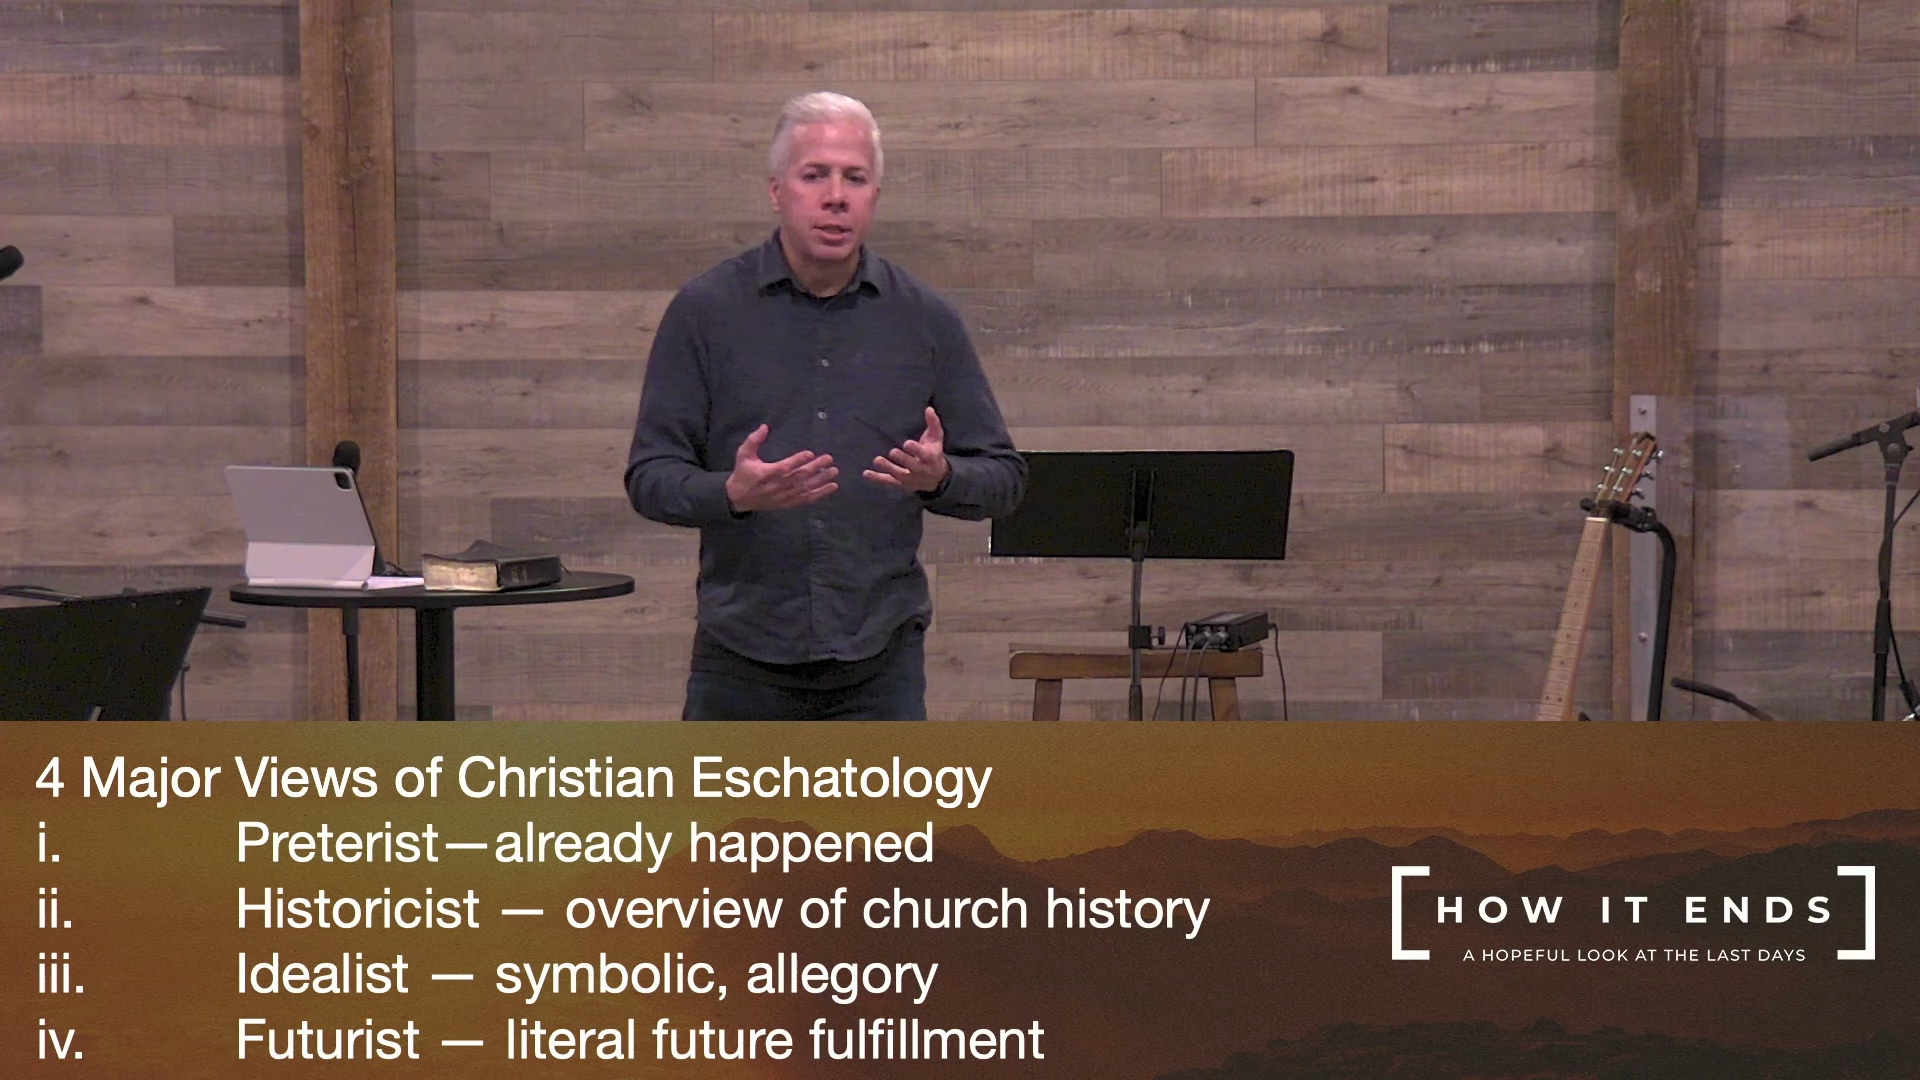 4 Major Views of Christian Eschatology
i. Preterist—already happened
ii. Historicist — overview of church history
iii. Idealist — symbolic, allegory
iv. Futurist — literal future fulfillment
[HOW IT ENDS]
A HOPEFUL LOOK AT THE LAST DAYS